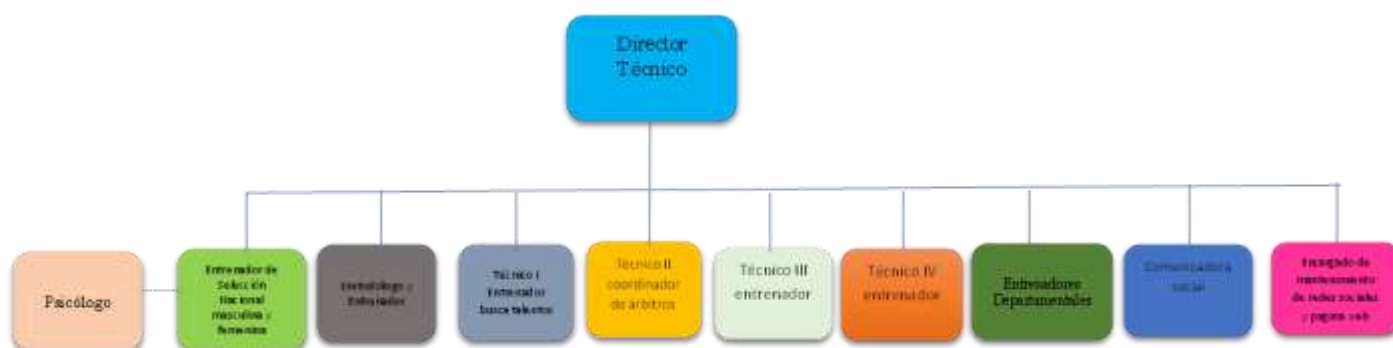 Director
Técnico
Psicólogo
Entrenador de
Selección
Nacional
masculina y
femenina
Metodólogo y
Entrenador
Técnico I
Entrenador
busca talentos
Técnico II
coordinador
de arbitros
Técnico III
entrenador
Técnico IV
entrenador
Entrenadores
Departamentales
Comunicadora
social
Encargado de
mantenimiento
de redes sociales
y pagina web